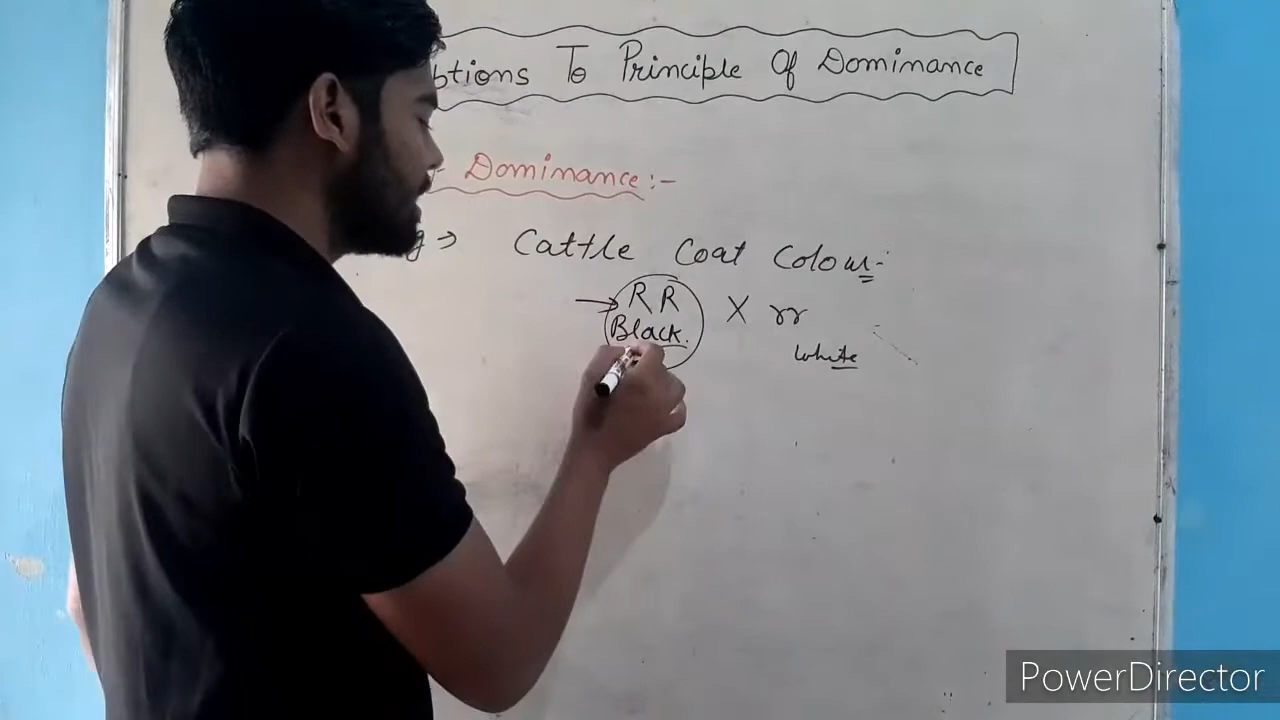 ptions To Principle Of Dominance
- Dominance:-
g⇒ Cattle Coat Colour:-
→ RR X rr
Black.
White
PowerDirector